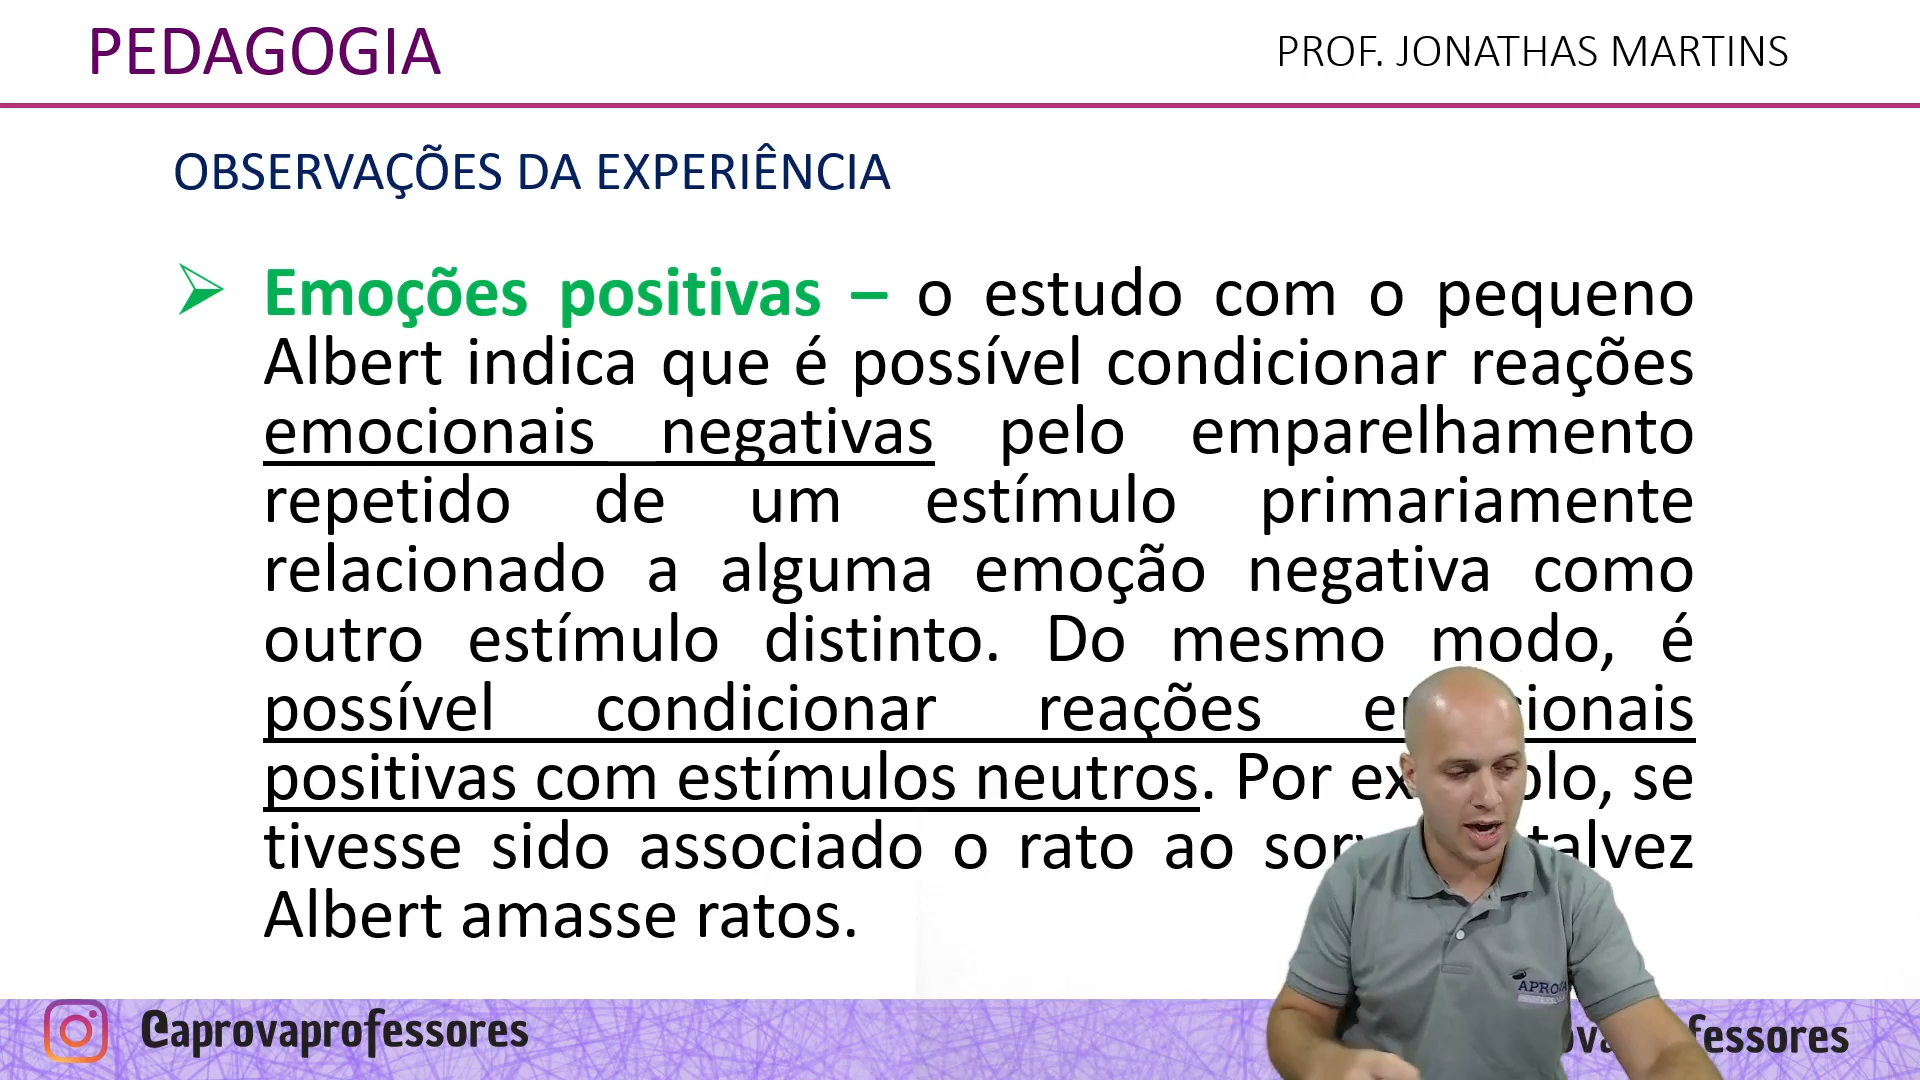 PEDAGOGIA
PROF. JONATHAS MARTINS
OBSERVAÇÕES DA EXPERIÊNCIA
Emoções positivas – o estudo com o pequeno
Albert indica que é possível condicionar reações
emocionais negativas pelo emparelhamento
repetido de um estímulo primariamente
relacionado a alguma emoção negativa como
outro estímulo distinto. Do mesmo modo, é
possível condicionar reações
positivas com estímulos neutros. Por se
tivesse sido associado o rato ao talvez
Albert amasse ratos.
@aprovaprofessores